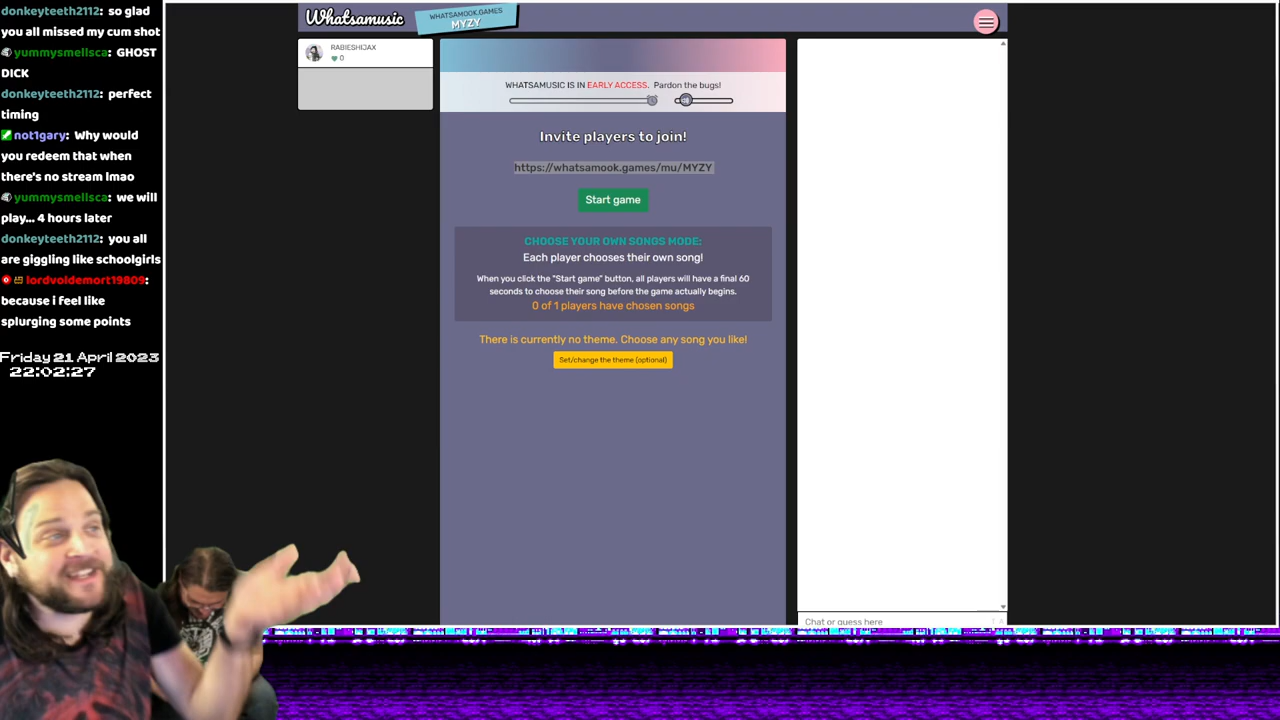 donkeyteeth2112: so glad
you all missed my cum shot
yummysmellsca: GHOST
DICK
donkeyteeth2112: perfect
timing
not1gary: Why would
you redeem that when
there's no stream lmao
yummysmellsca: we will
play... 4 hours later
donkeyteeth2112: you all
are giggling like schoolgirls
lordvoldemort19809:
because i feel like
splurging some points
Friday 21 April 2023
22:02:27
Whatsamusic
WHATSAMOOK.GAMES
MYZY
RABIESHIJAX
0
WHATSAMUSIC IS IN EARLY ACCESS. Pardon the bugs!
Invite players to join!
https://whatsamook.games/mu/MYZY
Start game
CHOOSE YOUR OWN SONGS MODE:
Each player chooses their own song!
When you click the "Start game" button, all players will have a final 60
seconds to choose their song before the game actually begins.
0 of 1 players have chosen songs
There is currently no theme. Choose any song you like!
Set/change the theme (optional)
Chat or guess here